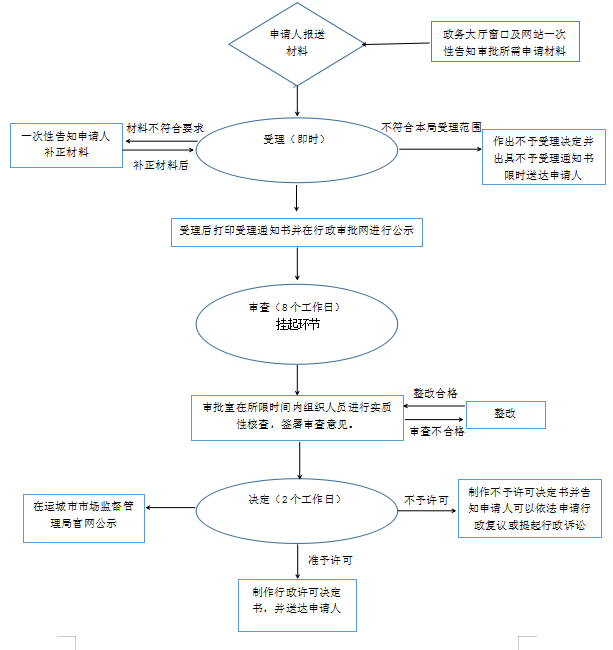 申请人报送
材料
政务大厅窗口及网站一次
性告知审批所需申请材料
材料不符合要求
不符合本局受理范围
一次性告知申请人
补正材料
受理（即时）
作出不予受理决定并
出具不予受理通知书
限时送达申请人
补正材料后
受理后打印受理通知书并在行政审批网进行公示
审查（8个工作日）
挂起环节
整改合格
审批室在所限时间内组织人员进行实质
性核查，签署审查意见。
整改
审查不合格
在运城市市场监督管
理局官网公示
决定（2个工作日）
不予许可
制作不予许可决定书并告
知申请人可以依法申请行
政复议或提起行政诉讼
准予许可
制作行政许可决定
书，并送达申请人